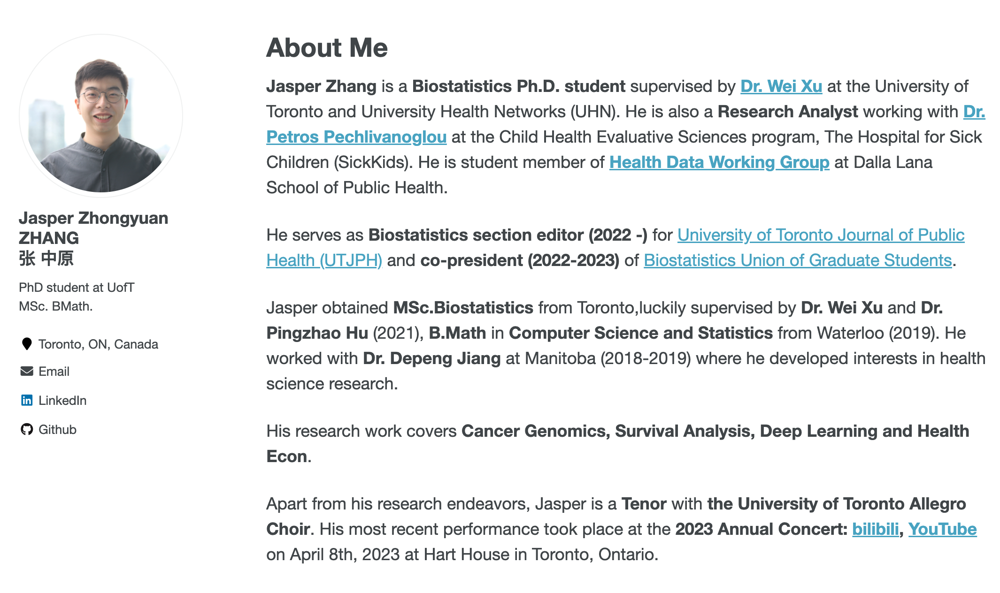 Jasper Zhongyuan
ZHANG
张 中原
PhD student at UofT
MSc. BMath.
Toronto, ON, Canada
Email
LinkedIn
Github
About Me
Jasper Zhang is a Biostatistics Ph.D. student supervised by Dr. Wei Xu at the University of
Toronto and University Health Networks (UHN). He is also a Research Analyst working with Dr.
Petros Pechlivanoglou at the Child Health Evaluative Sciences program, The Hospital for Sick
Children (SickKids). He is student member of Health Data Working Group at Dalla Lana
School of Public Health.
He serves as Biostatistics section editor (2022 -) for University of Toronto Journal of Public
Health (UTJPH) and co-president (2022-2023) of Biostatistics Union of Graduate Students.
Jasper obtained MSc.Biostatistics from Toronto,luckily supervised by Dr. Wei Xu and Dr.
Pingzhao Hu (2021), B.Math in Computer Science and Statistics from Waterloo (2019). He
worked with Dr. Depeng Jiang at Manitoba (2018-2019) where he developed interests in health
science research.
His research work covers Cancer Genomics, Survival Analysis, Deep Learning and Health
Econ.
Apart from his research endeavors, Jasper is a Tenor with the University of Toronto Allegro
Choir. His most recent performance took place at the 2023 Annual Concert: bilibili, YouTube
on April 8th, 2023 at Hart House in Toronto, Ontario.